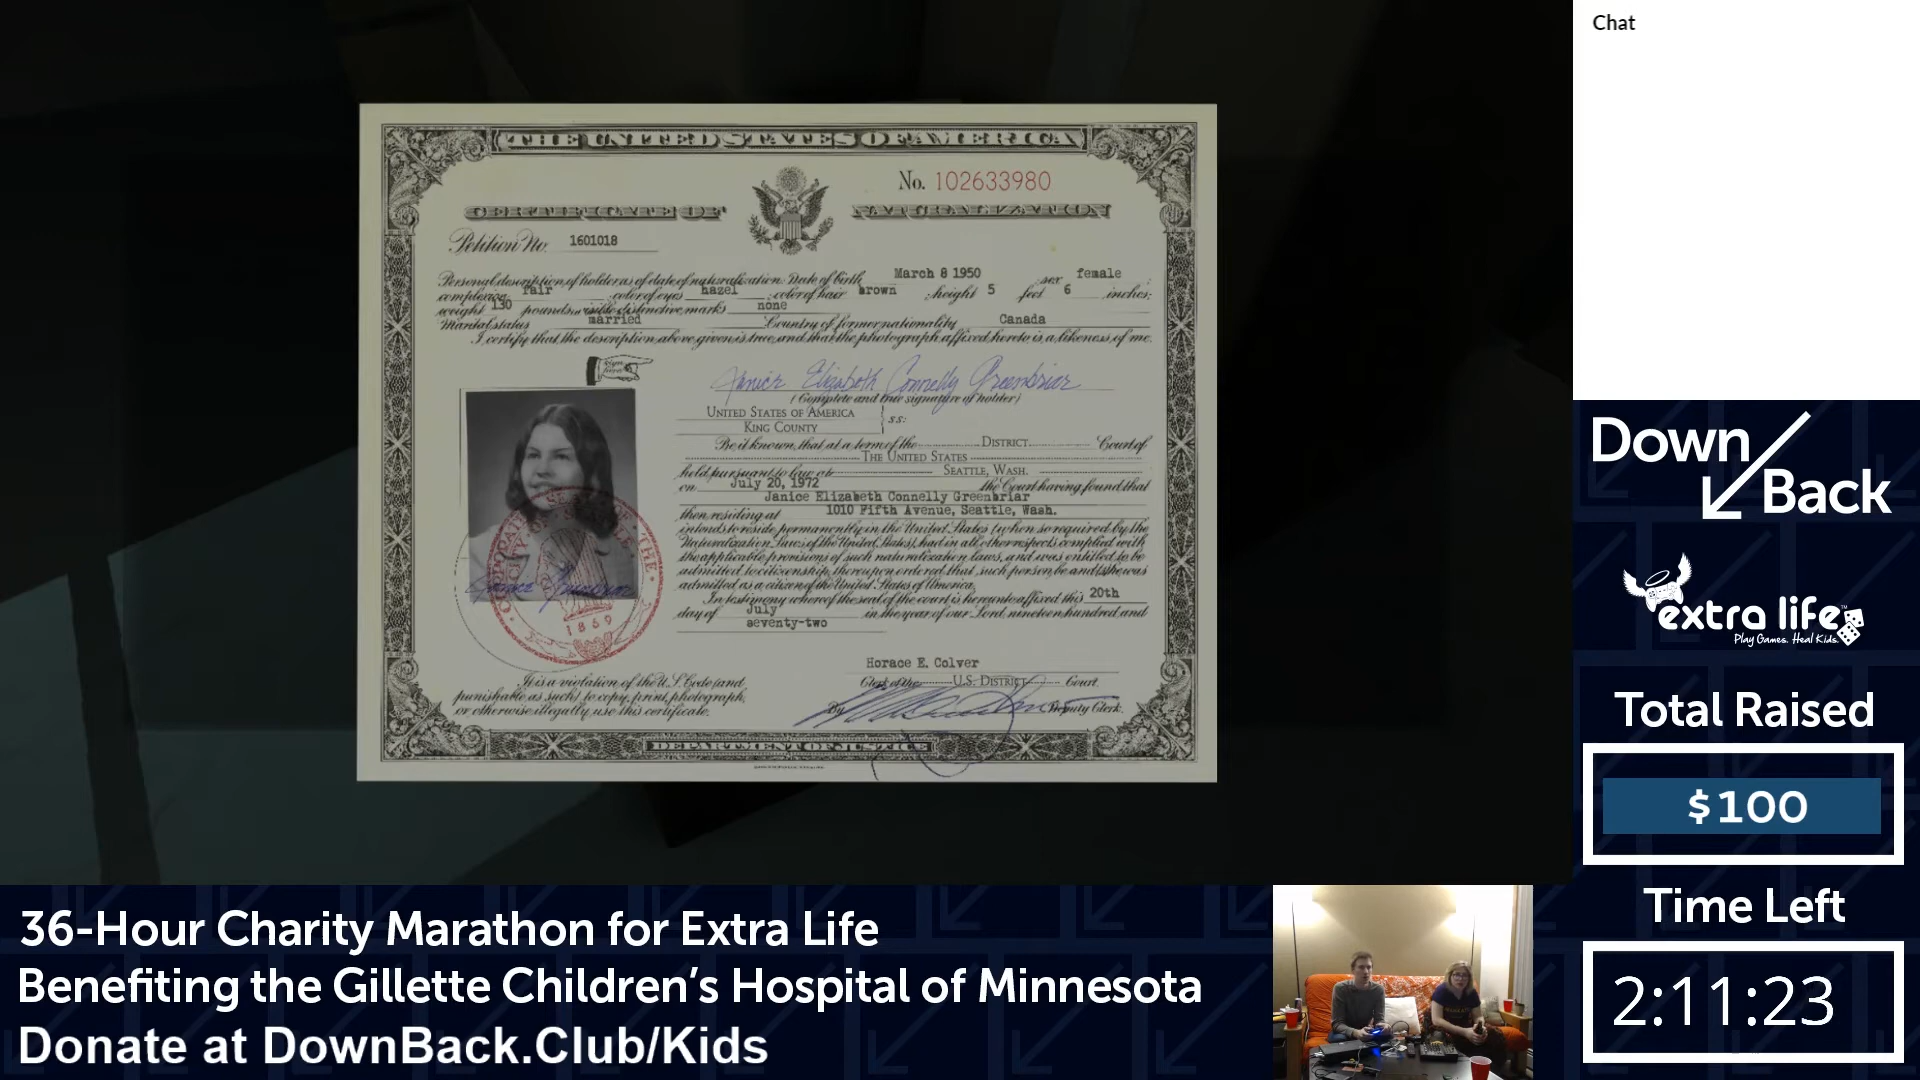 Chat
THE UNITED STATES OF AMERICA
No. 102633980
CERTIFICATE OF NATURALIZATION
Petition No. 1601018
Personal description of holder as of date of naturalization: Date of birth March 8 1950 sex female
complexion fair color of eyes hazel color of hair brown height 5 feet 6 inches;
weight 130 pounds; visible distinctive marks none
Marital status married Country of former nationality Canada
I certify that the description above given is true, and that the photograph affixed hereto is a likeness of me.
Janice Elizabeth Connelly Greenbriar
(Complete and true signature of holder)
UNITED STATES OF AMERICA
KING COUNTY
ss:
Be it known, that at a term of the DISTRICT Court of
THE UNITED STATES
held pursuant to law at SEATTLE, WASH.
on July 20, 1972 the Court having found that
Janice Elizabeth Connelly Greenbriar
then residing at 1010 Fifth Avenue, Seattle, Wash.
intends to reside permanently in the United States (when so required by the
Naturalization Laws of the United States), had in all other respects complied with
the applicable provisions of such naturalization laws, and was entitled to be
admitted to citizenship, thereupon ordered that such person be and (s)he was
admitted as a citizen of the United States of America.
In testimony whereof the seal of the court is hereunto affixed this 20th
day of July in the year of our Lord nineteen hundred and
seventy-two
1869
It is a violation of the U.S. Code (and
punishable as such) to copy, print, photograph,
or otherwise illegally use this certificate.
Horace E. Colver
Clerk of the U.S. DISTRICT Court.
By Deputy Clerk.
DEPARTMENT OF JUSTICE
Down
Back
extra life
Play Games. Heal Kids.
Total Raised
$100
Time Left
2:11:23
36-Hour Charity Marathon for Extra Life
Benefiting the Gillette Children's Hospital of Minnesota
Donate at DownBack.Club/Kids